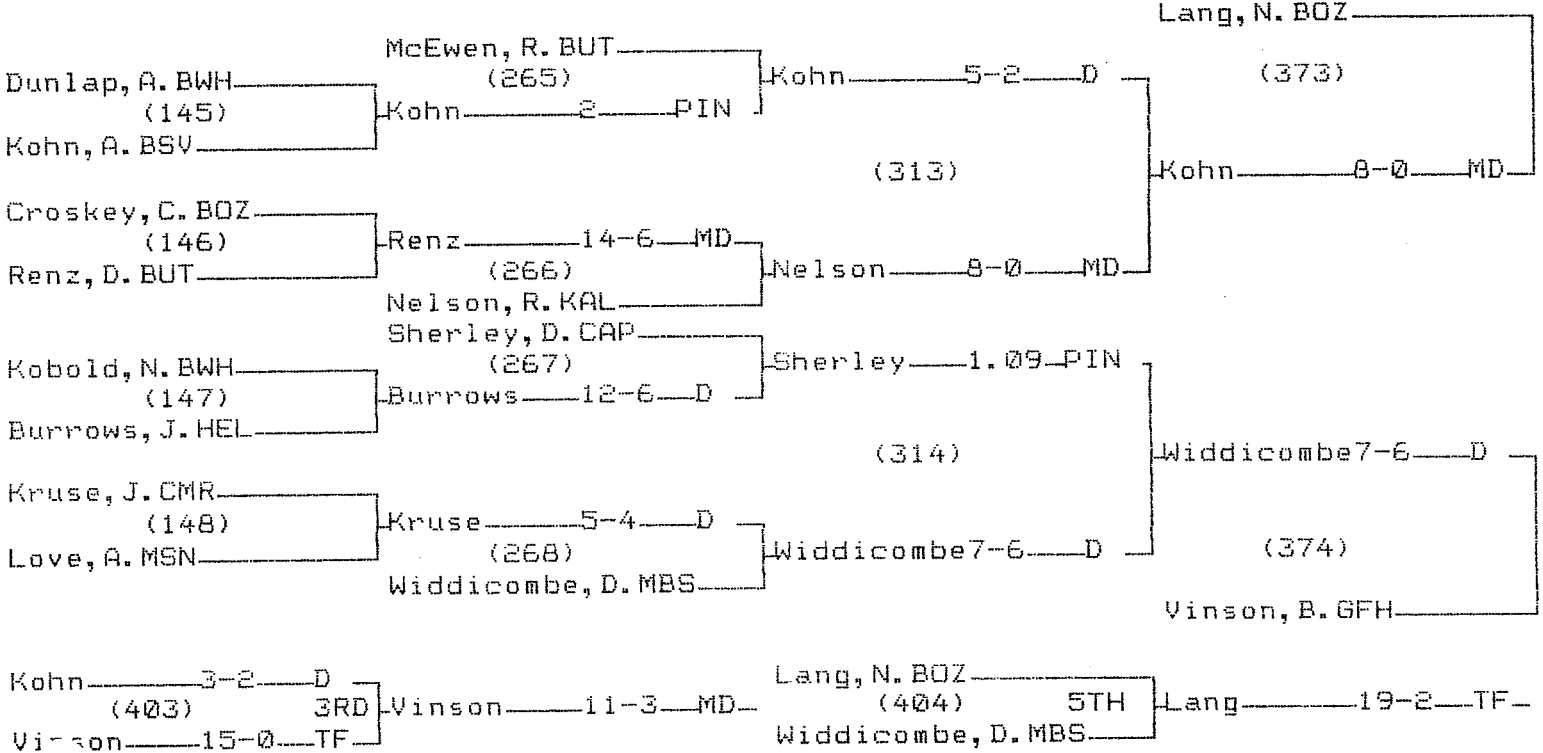 Lang, N. BOZ
McEwen, R. BUT
Dunlap, A. BWH (265) Kohn 5-2 D (373)
(145) Kohn 2 PIN
Kohn, A. BSV
(313) Kohn 8-0 MD
Croskey, C. BOZ
(146) Renz 14-6 MD
Renz, D. BUT (266) Nelson 8-0 MD
Nelson, R. KAL
Sherley, D. CAP
Kobold, N. BWH (267) Sherley 1.09 PIN
(147) Burrows 12-6 D
Burrows, J. HEL
(314) Widdicombe 7-6 D
Kruse, J. CMR
(148) Kruse 5-4 D
Love, A. MSN (268) Widdicombe 7-6 D (374)
Widdicombe, D. MBS
Vinson, B. GFH
Kohn 3-2 D Lang, N. BOZ
(403) 3RD Vinson 11-3 MD (404) 5TH Lang 19-2 TF
Vinson 15-0 TF Widdicombe, D. MBS